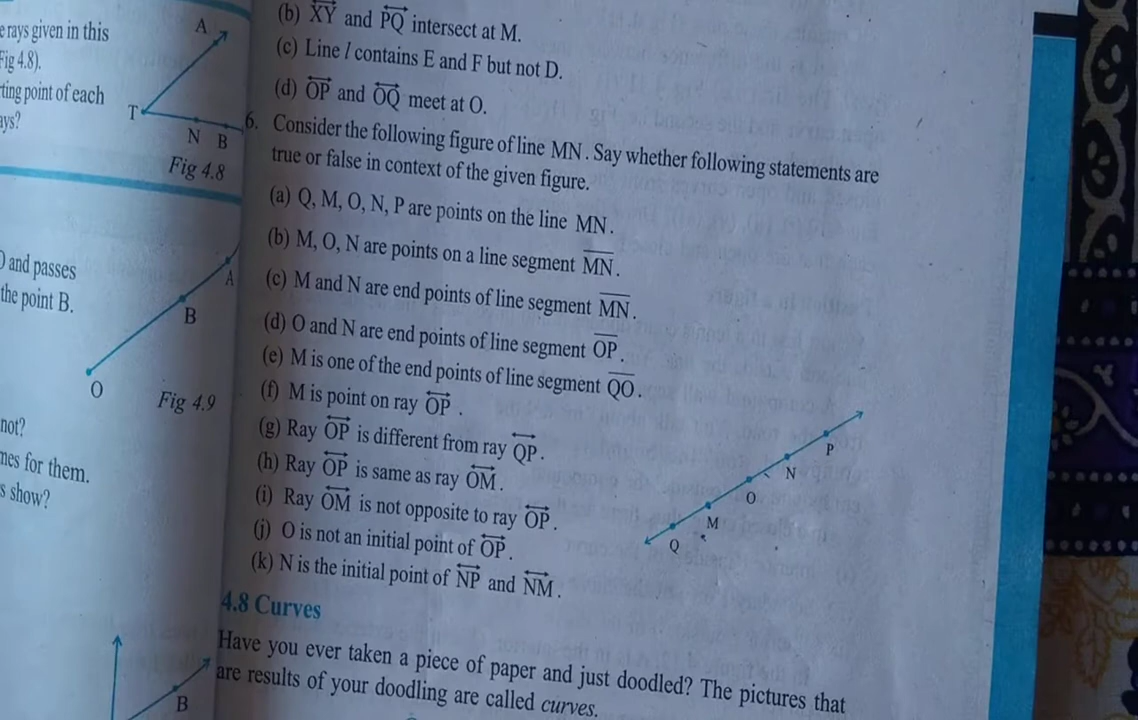 e rays given in this
Fig 4.8).
ting point of each
ays?
A
T
N B
Fig 4.8
O and passes
the point B.
A
B
O
Fig 4.9
not?
mes for them.
s show?
B
(b) XY and PQ intersect at M.
(c) Line l contains E and F but not D.
(d) OP and OQ meet at O.
6. Consider the following figure of line MN. Say whether following statements are
true or false in context of the given figure.
(a) Q, M, O, N, P are points on the line MN.
(b) M, O, N are points on a line segment MN.
(c) M and N are end points of line segment MN.
(d) O and N are end points of line segment OP.
(e) M is one of the end points of line segment QO.
(f) M is point on ray OP.
(g) Ray OP is different from ray QP.
(h) Ray OP is same as ray OM.
(i) Ray OM is not opposite to ray OP.
(j) O is not an initial point of OP.
(k) N is the initial point of NP and NM.
P
N
O
M
Q
4.8 Curves
Have you ever taken a piece of paper and just doodled? The pictures that
are results of your doodling are called curves.